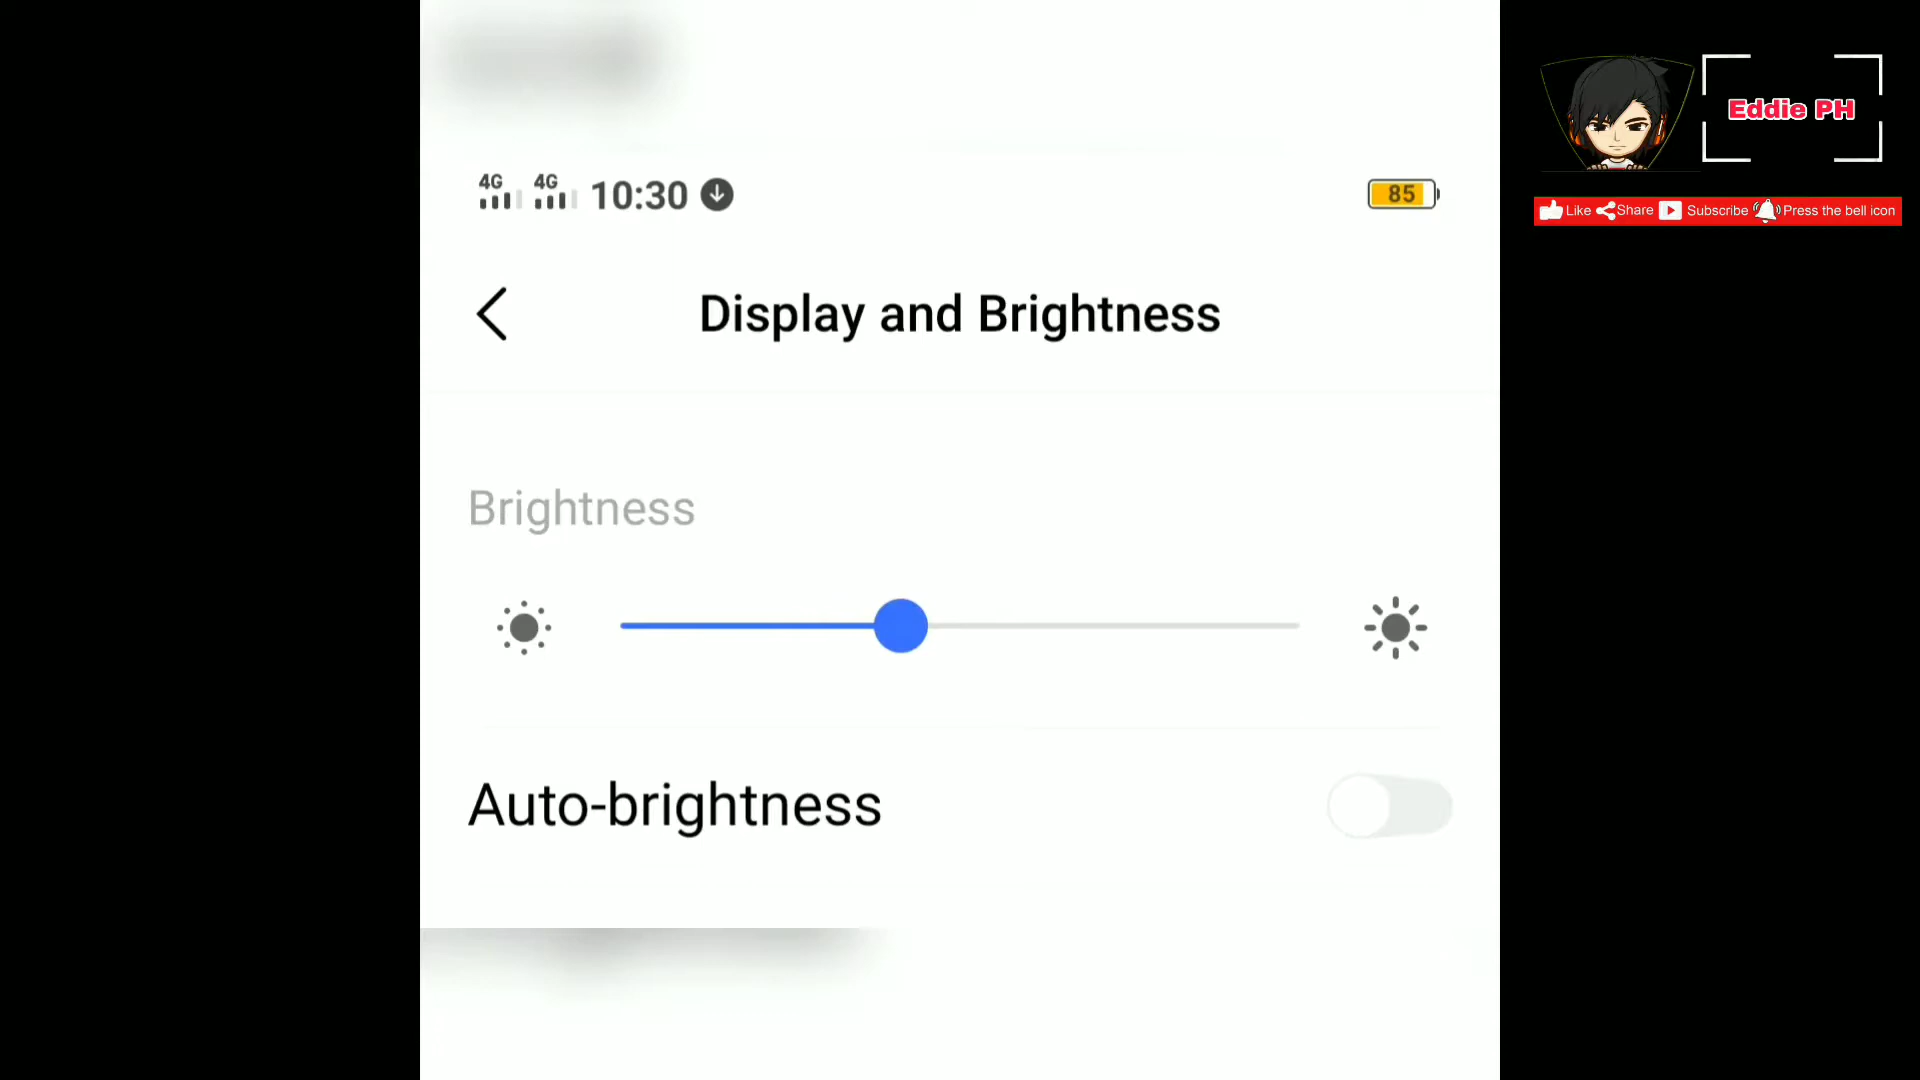 4G 4G 10:30 85
Display and Brightness
Brightness
Auto-brightness
Eddie PH
Like Share Subscribe Press the bell icon